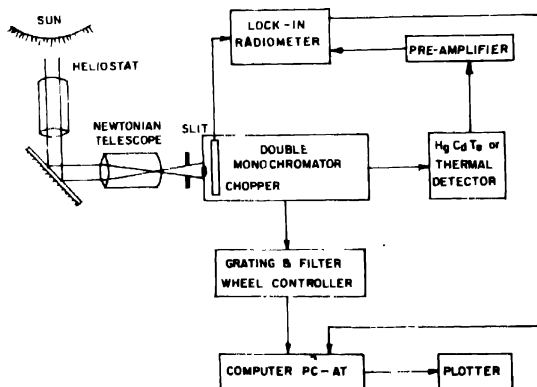 SUN
HELIOSTAT
NEWTONIAN
TELESCOPE
SLIT
LOCK-IN
RADIOMETER
PRE-AMPLIFIER
DOUBLE
MONOCHROMATOR
CHOPPER
Hg Cd Te or
THERMAL
DETECTOR
GRATING & FILTER
WHEEL CONTROLLER
COMPUTER PC-AT
PLOTTER